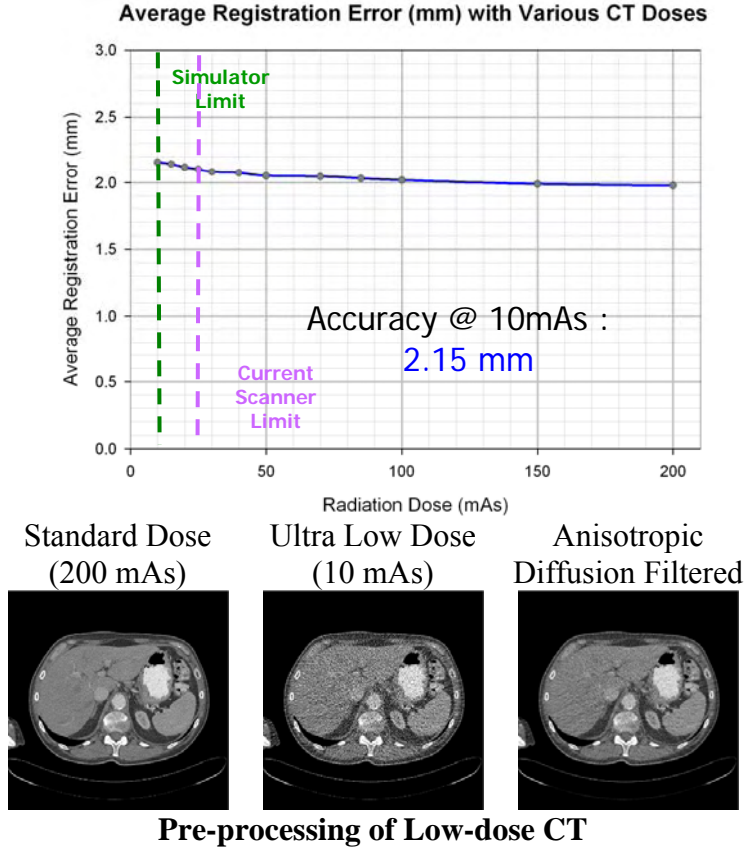 Average Registration Error (mm) with Various CT Doses
3.0
Simulator
Limit
2.5
2.0
1.5
1.0
0.5
0.0
Average Registration Error (mm)
Accuracy @ 10mAs :
2.15 mm
Current
Scanner
Limit
0
50
100
150
200
Radiation Dose (mAs)
Standard Dose
(200 mAs)
Ultra Low Dose
(10 mAs)
Anisotropic
Diffusion Filtered
Pre-processing of Low-dose CT